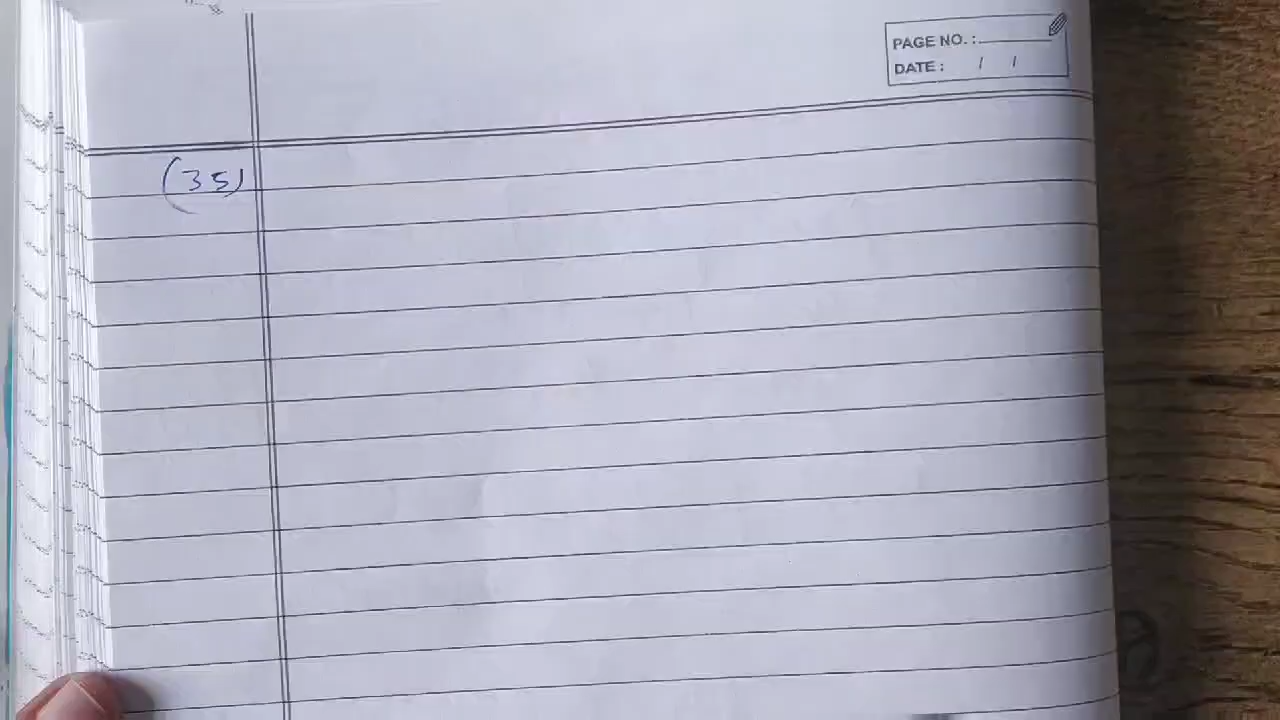 PAGE NO. :
DATE : / /
(35)